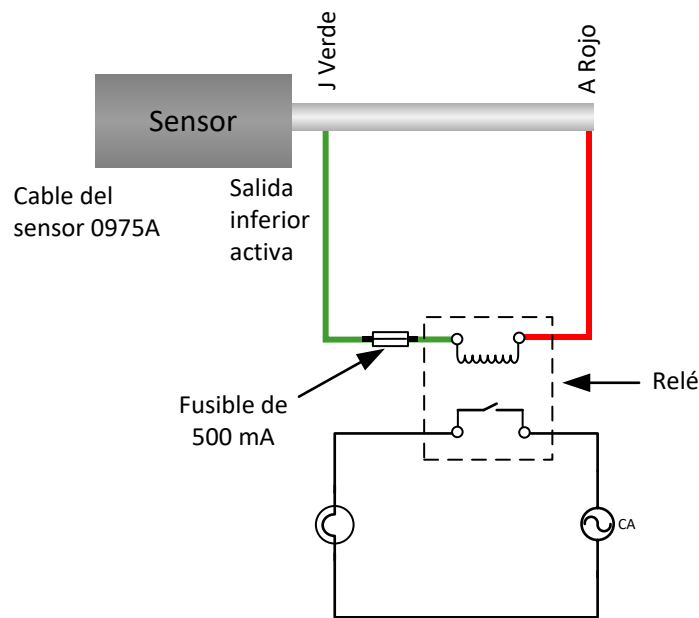 J Verde
A Rojo
Sensor
Cable del
sensor 0975A
Salida
inferior
activa
Fusible de
500 mA
Relé
CA